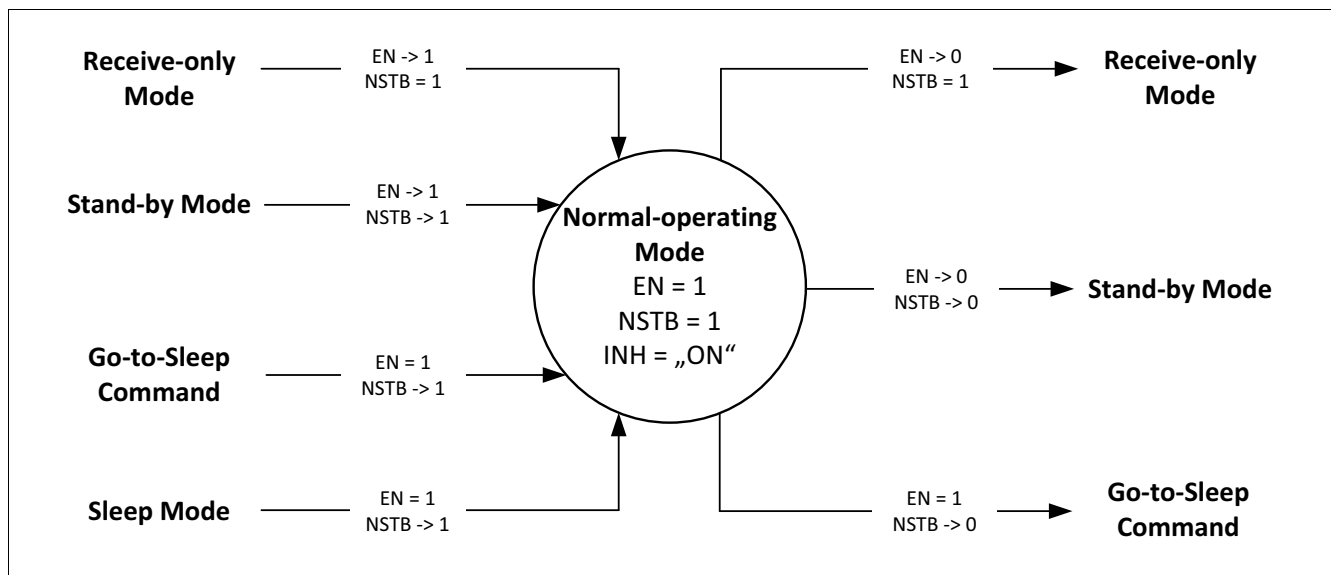 Receive-only
Mode
EN -> 1
NSTB = 1
Stand-by Mode
EN -> 1
NSTB -> 1
Go-to-Sleep
Command
EN = 1
NSTB -> 1
Sleep Mode
EN = 1
NSTB -> 1
Normal-operating
Mode
EN = 1
NSTB = 1
INH = „ON“
EN -> 0
NSTB = 1
Receive-only
Mode
EN -> 0
NSTB -> 0
Stand-by Mode
EN = 1
NSTB -> 0
Go-to-Sleep
Command